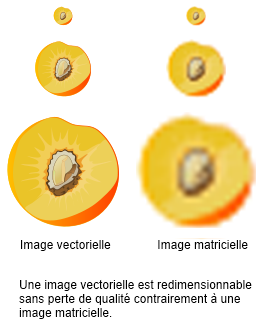 Image vectorielle
Image matricielle
Une image vectorielle est redimensionnable
sans perte de qualité contrairement à une
image matricielle.